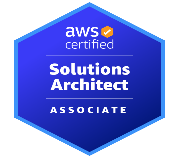 aws
certified
Solutions
Architect
ASSOCIATE